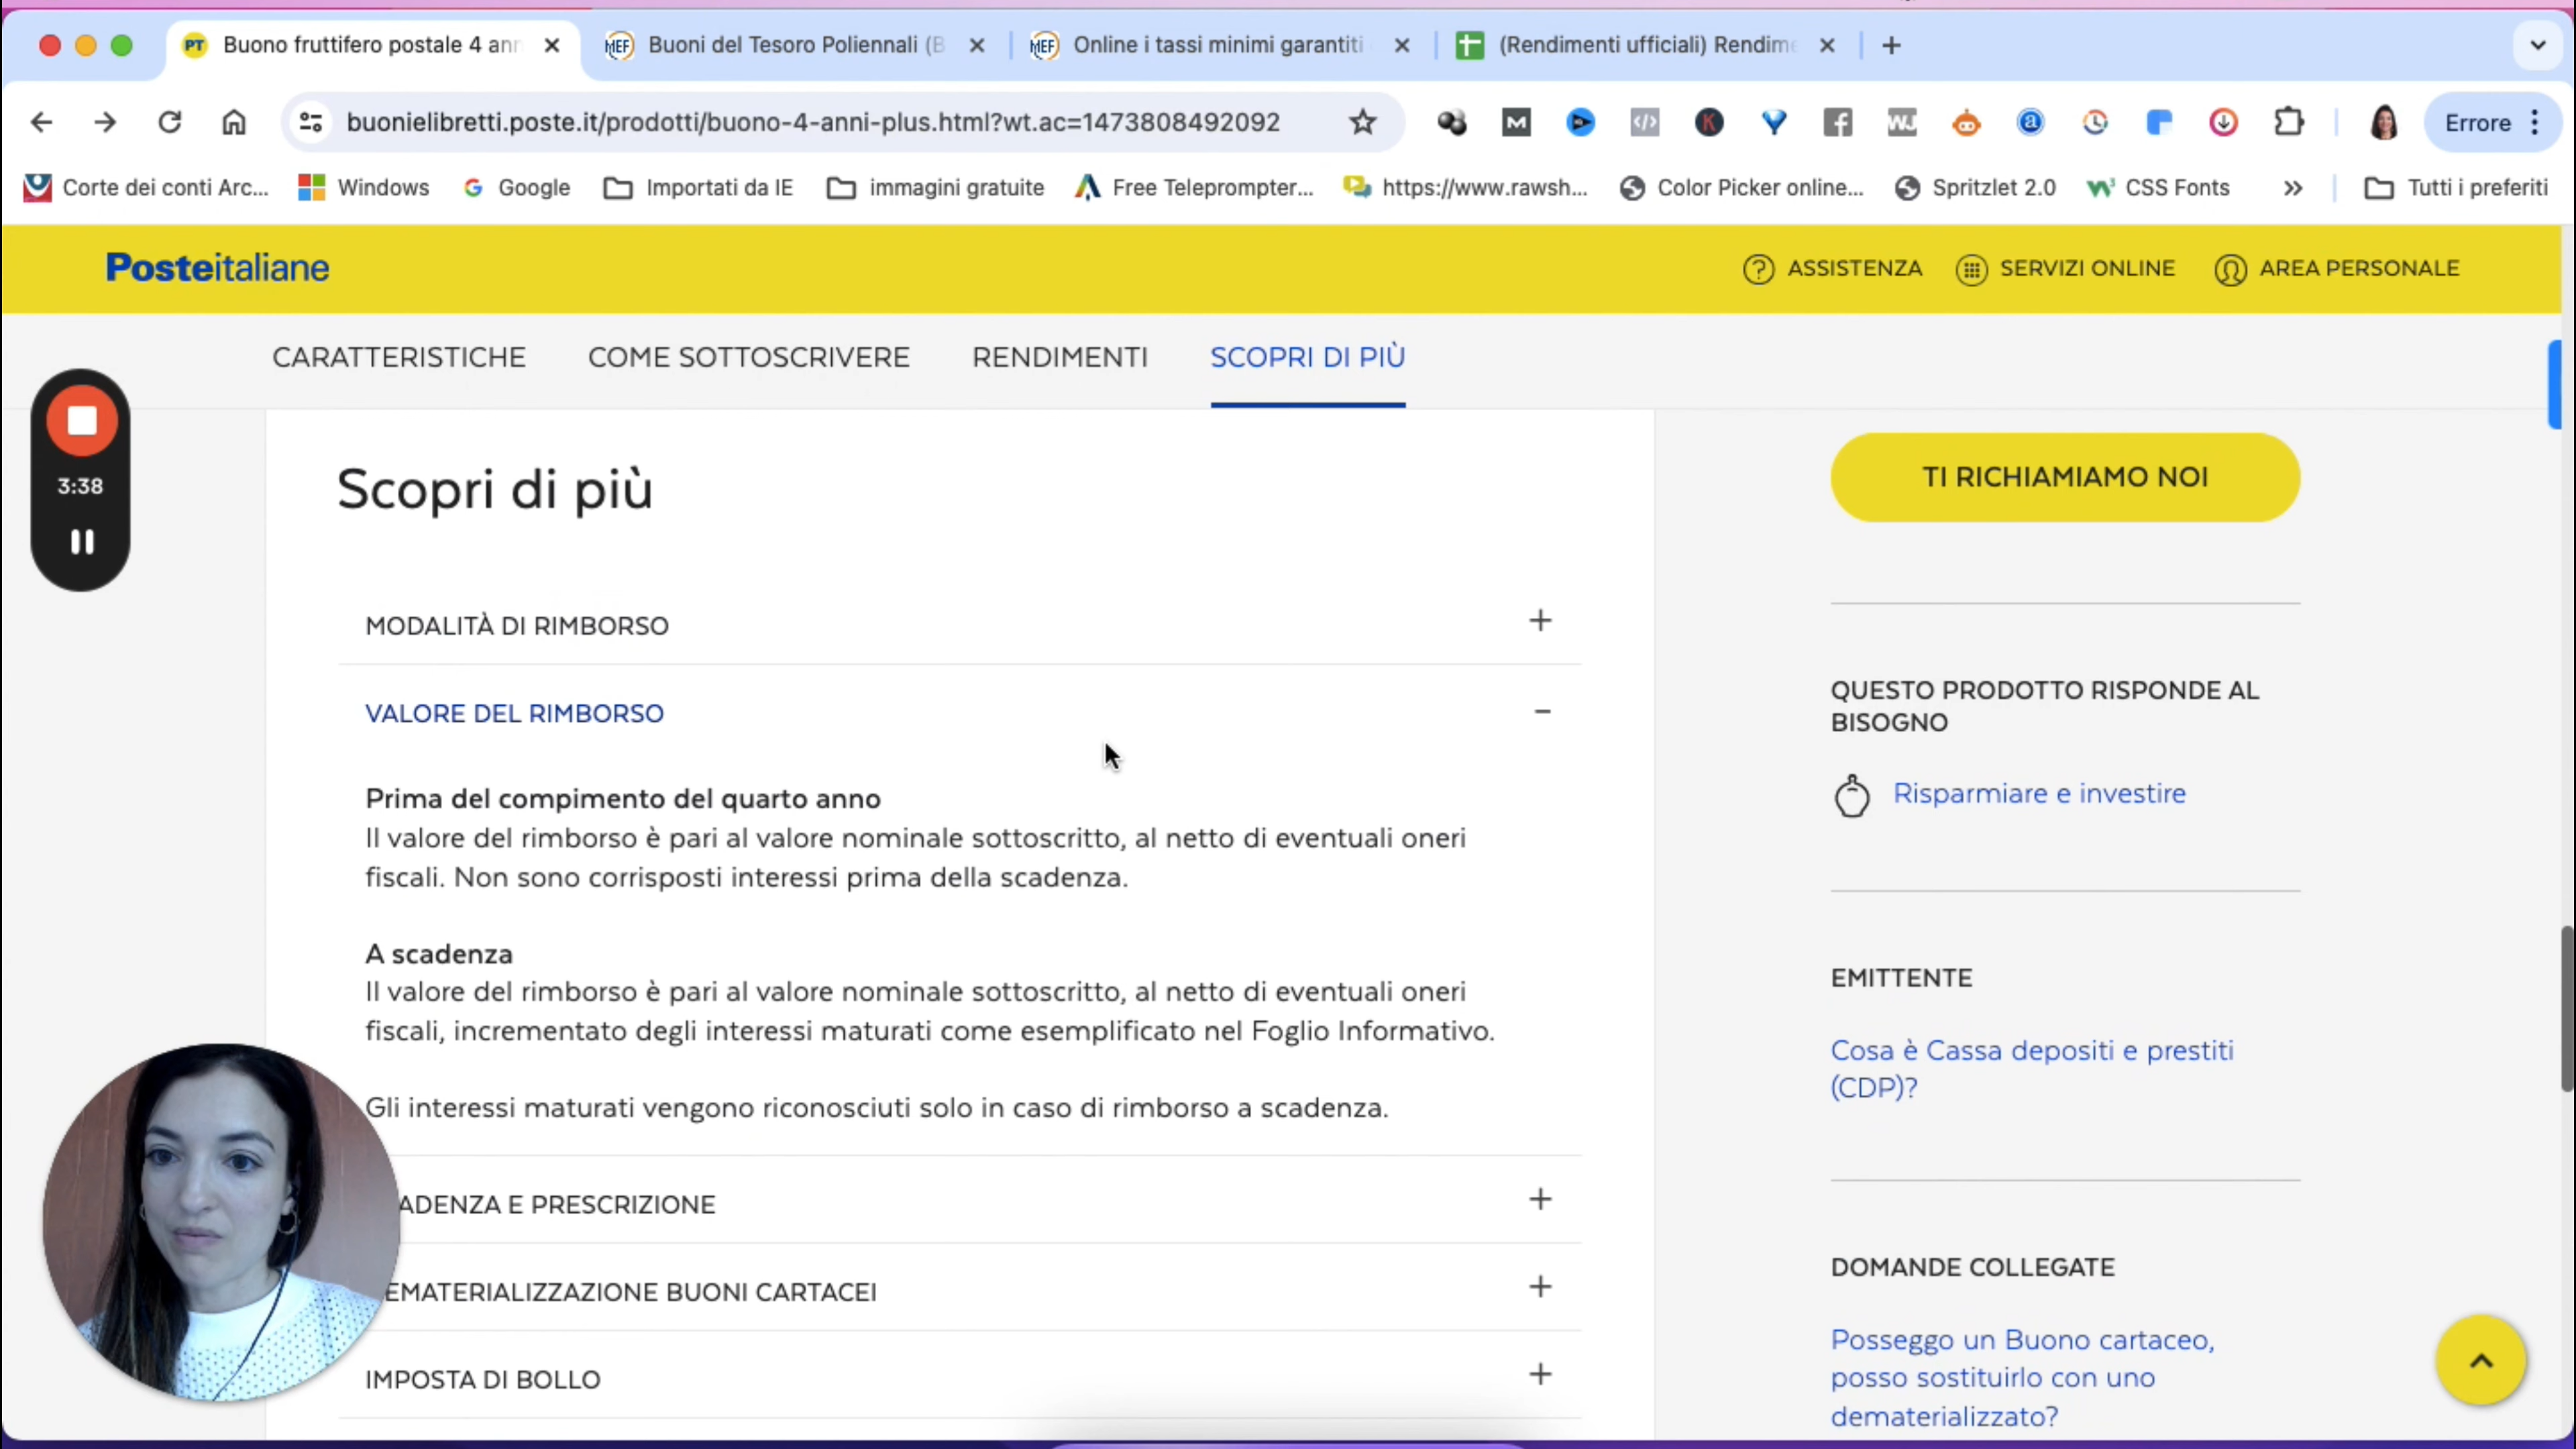 Buono fruttifero postale 4 ann
Buoni del Tesoro Poliennali (B
Online i tassi minimi garantiti
(Rendimenti ufficiali) Rendime
buonielibretti.poste.it/prodotti/buono-4-anni-plus.html?wt.ac=1473808492092
Errore
Corte dei conti Arc...
Windows
Google
Importati da IE
immagini gratuite
Free Teleprompter...
https://www.rawsh...
Color Picker online...
Spritzlet 2.0
CSS Fonts
Tutti i preferiti
Posteitaliane
ASSISTENZA
SERVIZI ONLINE
AREA PERSONALE
CARATTERISTICHE
COME SOTTOSCRIVERE
RENDIMENTI
SCOPRI DI PIÙ
3:38
Scopri di più
MODALITÀ DI RIMBORSO
VALORE DEL RIMBORSO
Prima del compimento del quarto anno
Il valore del rimborso è pari al valore nominale sottoscritto, al netto di eventuali oneri
fiscali. Non sono corrisposti interessi prima della scadenza.
A scadenza
Il valore del rimborso è pari al valore nominale sottoscritto, al netto di eventuali oneri
fiscali, incrementato degli interessi maturati come esemplificato nel Foglio Informativo.
Gli interessi maturati vengono riconosciuti solo in caso di rimborso a scadenza.
ADENZA E PRESCRIZIONE
EMATERIALIZZAZIONE BUONI CARTACEI
IMPOSTA DI BOLLO
TI RICHIAMIAMO NOI
QUESTO PRODOTTO RISPONDE AL
BISOGNO
Risparmiare e investire
EMITTENTE
Cosa è Cassa depositi e prestiti
(CDP)?
DOMANDE COLLEGATE
Posseggo un Buono cartaceo,
posso sostituirlo con uno
dematerializzato?